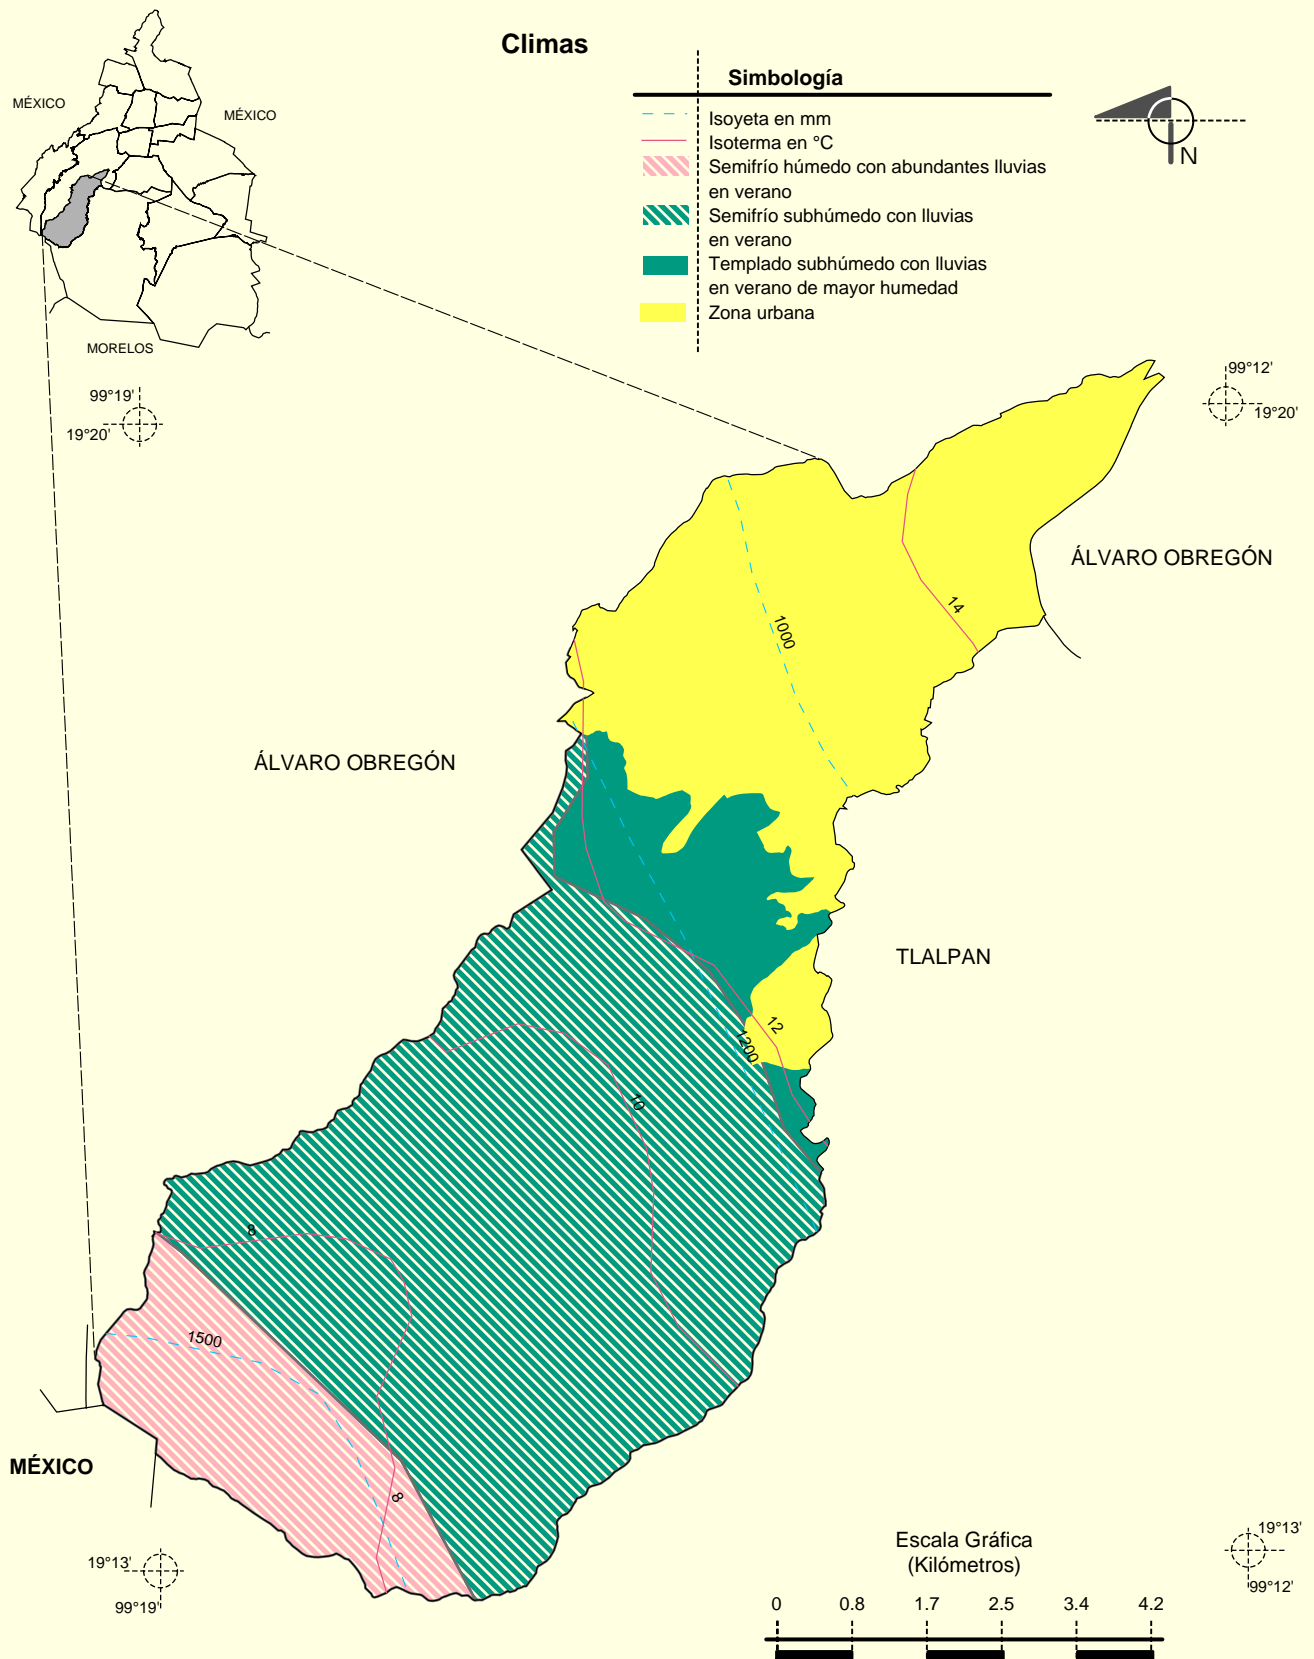 Climas
Simbología
Isoyeta en mm
Isoterma en °C
Semifrío húmedo con abundantes lluvias
en verano
Semifrío subhúmedo con lluvias
en verano
Templado subhúmedo con lluvias
en verano de mayor humedad
Zona urbana
N
MÉXICO
MÉXICO
MORELOS
99°19'
19°20'
99°12'
19°20'
ÁLVARO OBREGÓN
14
1000
ÁLVARO OBREGÓN
TLALPAN
12
1200
10
8
1500
MÉXICO
8
19°13'
99°19'
19°13'
99°12'
Escala Gráfica
(Kilómetros)
0 0.8 1.7 2.5 3.4 4.2